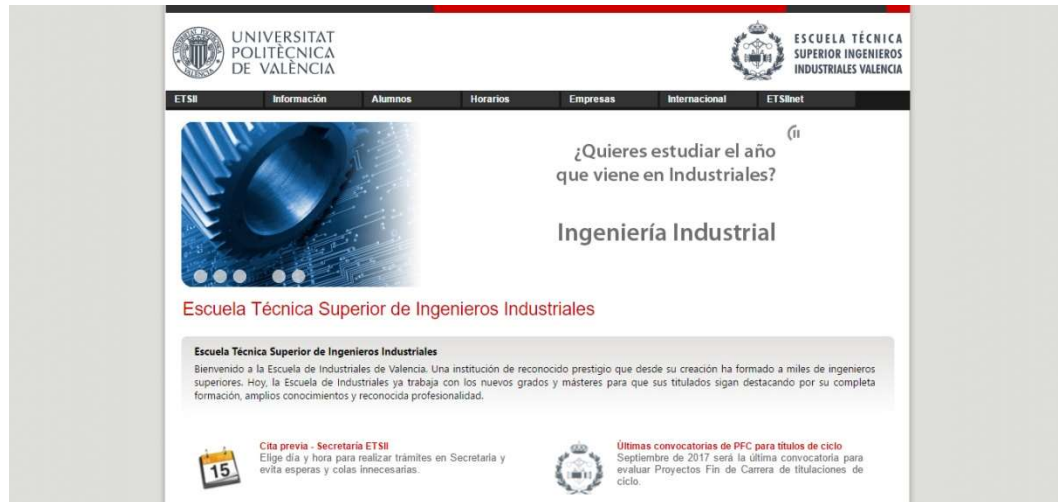 UNIVERSITAT
POLITÈCNICA
DE VALÈNCIA
ESCUELA TÉCNICA
SUPERIOR INGENIEROS
INDUSTRIALES VALENCIA
ETSII Información Alumnos Horarios Empresas Internacional ETSIInet
¿Quieres estudiar el año
que viene en Industriales?
Ingeniería Industrial
Escuela Técnica Superior de Ingenieros Industriales
Escuela Técnica Superior de Ingenieros Industriales
Bienvenido a la Escuela de Industriales de Valencia. Una institución de reconocido prestigio que desde su creación ha formado a miles de ingenieros
superiores. Hoy, la Escuela de Industriales ya trabaja con los nuevos grados y másteres para que sus titulados sigan destacando por su completa
formación, amplios conocimientos y reconocida profesionalidad.
Cita previa - Secretaría ETSII
Elige día y hora para realizar trámites en Secretaria y
evita esperas y colas innecesarias.
15
Últimas convocatorias de PFC para títulos de ciclo
Septiembre de 2017 será la última convocatoria para
evaluar Proyectos Fin de Carrera de titulaciones de
ciclo.